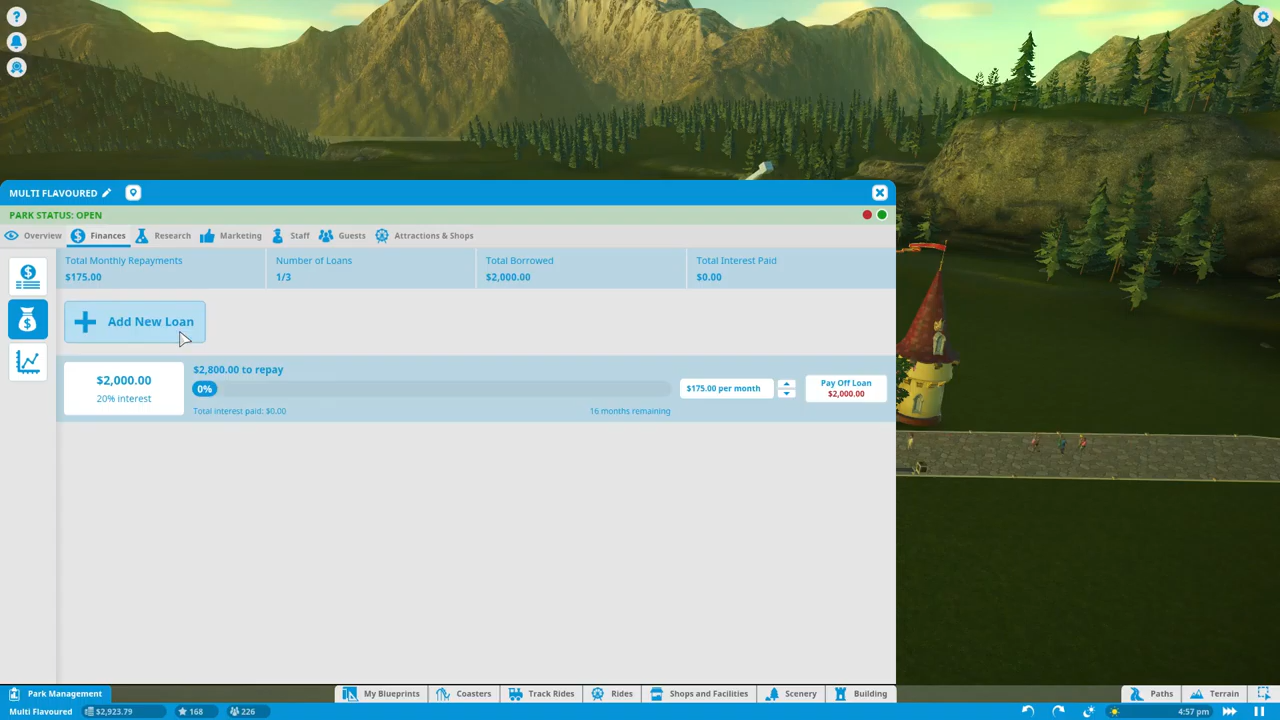 ?
MULTI FLAVOURED
PARK STATUS: OPEN
Overview Finances Research Marketing Staff Guests Attractions & Shops
Total Monthly Repayments Number of Loans Total Borrowed Total Interest Paid
$175.00 1/3 $2,000.00 $0.00
Add New Loan
$2,800.00 to repay
$2,000.00
20% interest
0%
$175.00 per month
Pay Off Loan
$2,000.00
Total interest paid: $0.00 16 months remaining
Park Management My Blueprints Coasters Track Rides Rides Shops and Facilities Scenery Building Paths Terrain
Multi Flavoured $2,923.79 168 226 4:57 pm